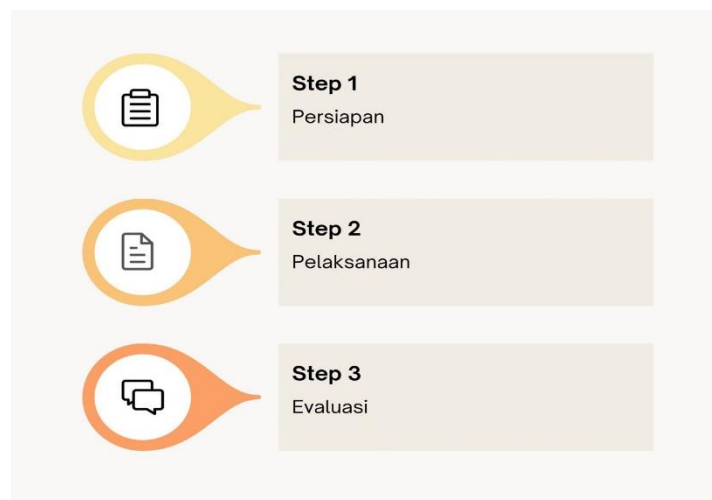 Step 1
Persiapan
Step 2
Pelaksanaan
Step 3
Evaluasi